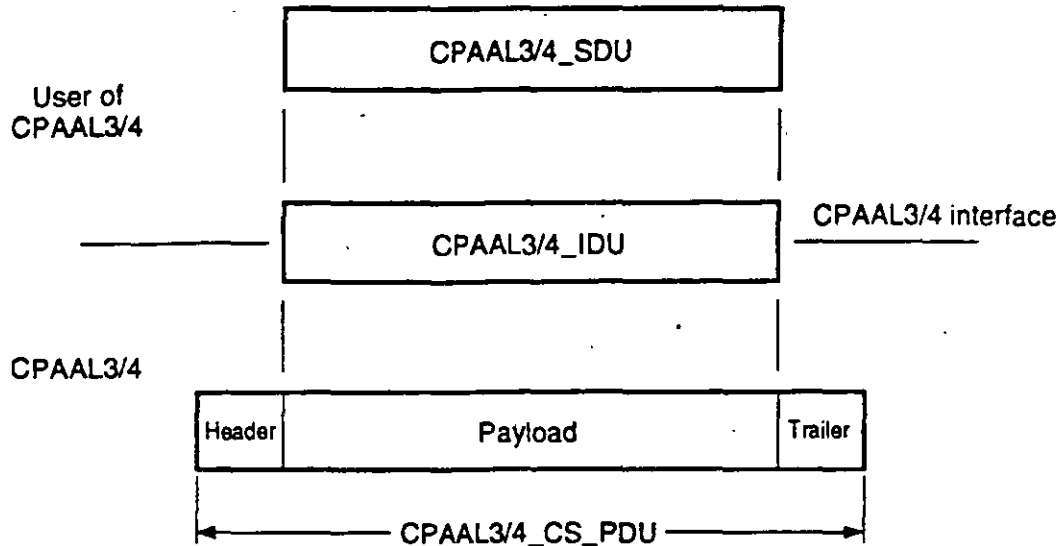 CPAAL3/4_SDU
User of
CPAAL3/4
CPAAL3/4 interface
CPAAL3/4_IDU
CPAAL3/4
Header
Payload
Trailer
CPAAL3/4_CS_PDU